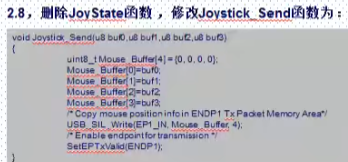 2.8，删除JoyState函数，修改Joystick_Send函数为：
void Joystick_Send(u8 buf0,u8 buf1,u8 buf2,u8 buf3)
{
uint8_t Mouse_Buffer[4] = {0, 0, 0, 0};
Mouse_Buffer[0]=buf0;
Mouse_Buffer[1]=buf1;
Mouse_Buffer[2]=buf2;
Mouse_Buffer[3]=buf3;
/* Copy mouse position info in ENDP1 Tx Packet Memory Area*/
USB_SIL_Write(EP1_IN, Mouse_Buffer, 4);
/* Enable endpoint for transmission */
SetEPTxValid(ENDP1);
}